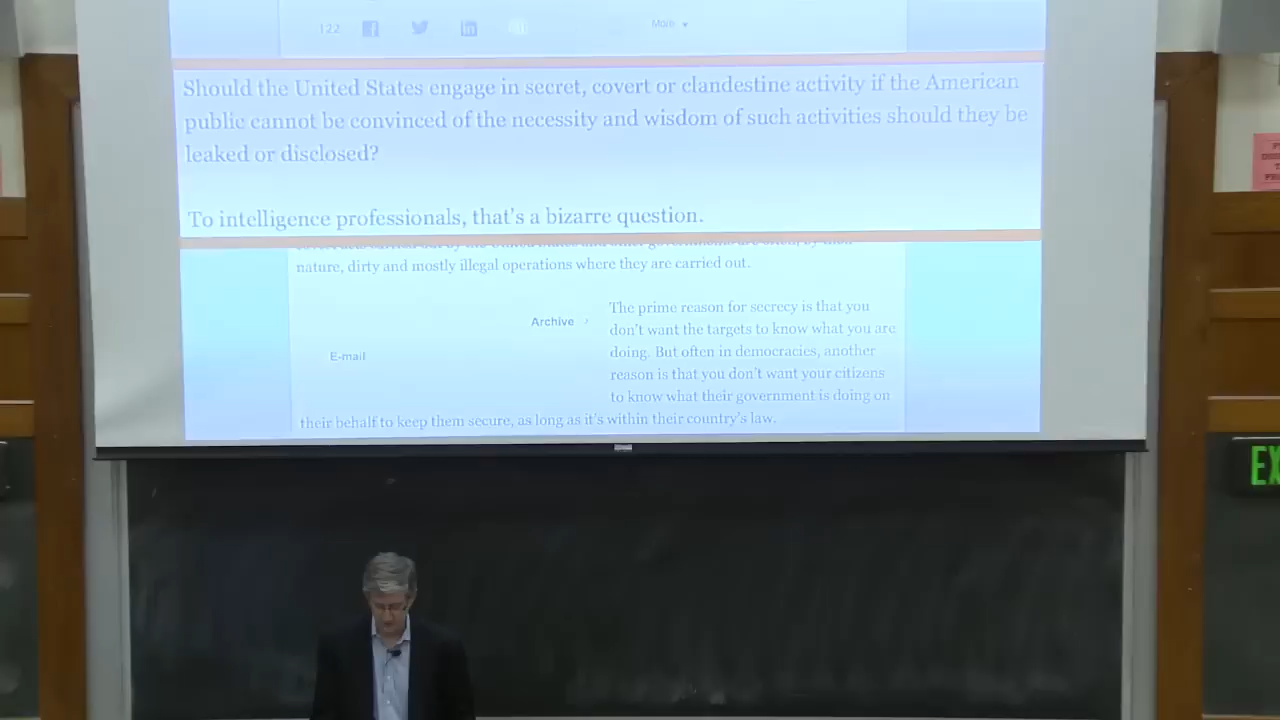 122
More
Should the United States engage in secret, covert or clandestine activity if the American
public cannot be convinced of the necessity and wisdom of such activities should they be
leaked or disclosed?
To intelligence professionals, that's a bizarre question.
nature, dirty and mostly illegal operations where they are carried out.
The prime reason for secrecy is that you
Archive
don't want the targets to know what you are
doing. But often in democracies, another
E-mail
reason is that you don't want your citizens
to know what their government is doing on
their behalf to keep them secure, as long as it's within their country's law.
EX